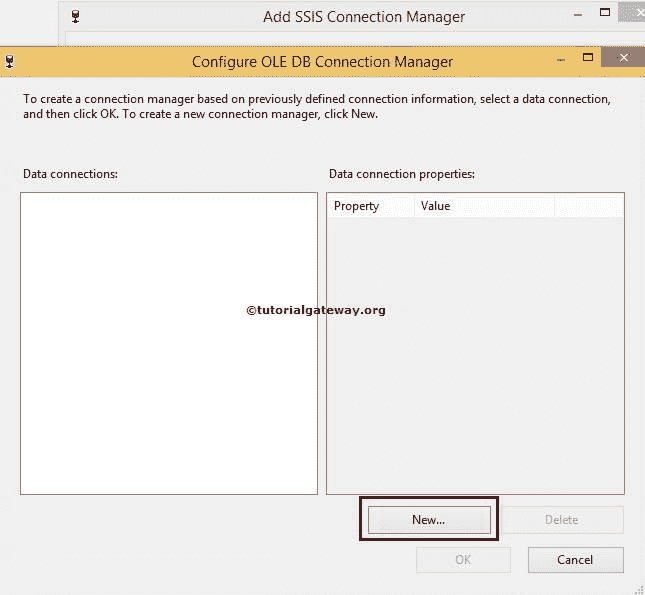 Add SSIS Connection Manager
Configure OLE DB Connection Manager
To create a connection manager based on previously defined connection information, select a data connection,
and then click OK. To create a new connection manager, click New.
Data connections:
Data connection properties:
Property Value
©tutorialgateway.org
New...
Delete
OK
Cancel